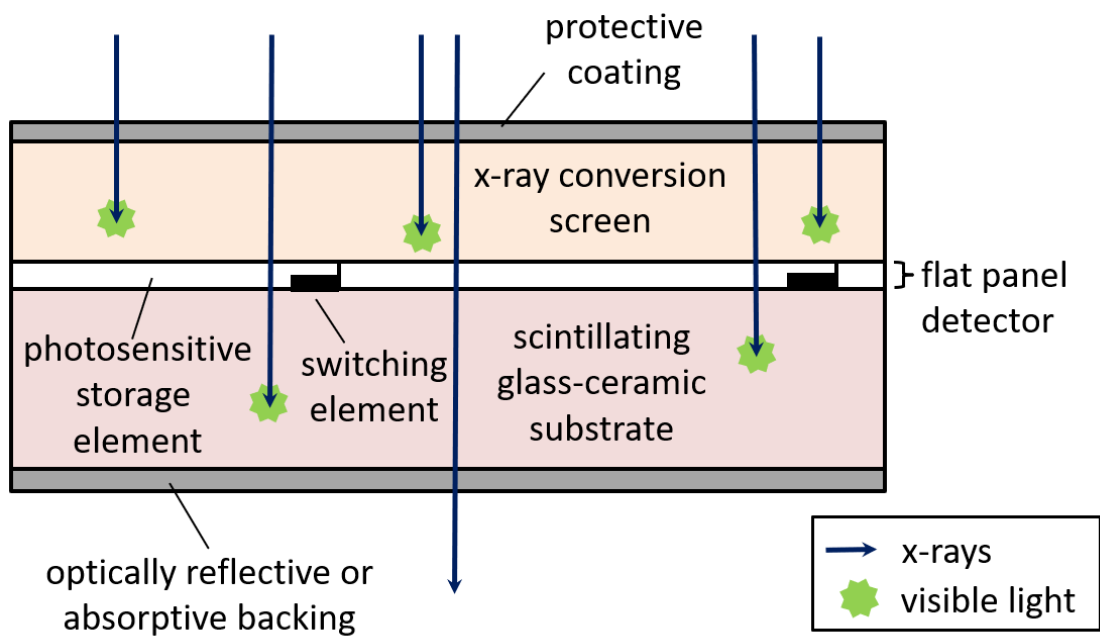 protective
coating
x-ray conversion
screen
flat panel
detector
photosensitive
storage
element
switching
element
scintillating
glass-ceramic
substrate
optically reflective or
absorptive backing
x-rays
visible light